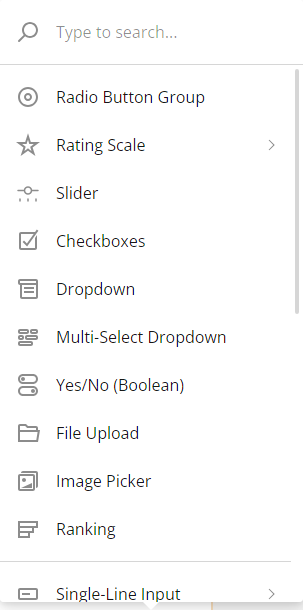 Type to search...
Radio Button Group
Rating Scale
Slider
Checkboxes
Dropdown
Multi-Select Dropdown
Yes/No (Boolean)
File Upload
Image Picker
Ranking
Single-Line Input